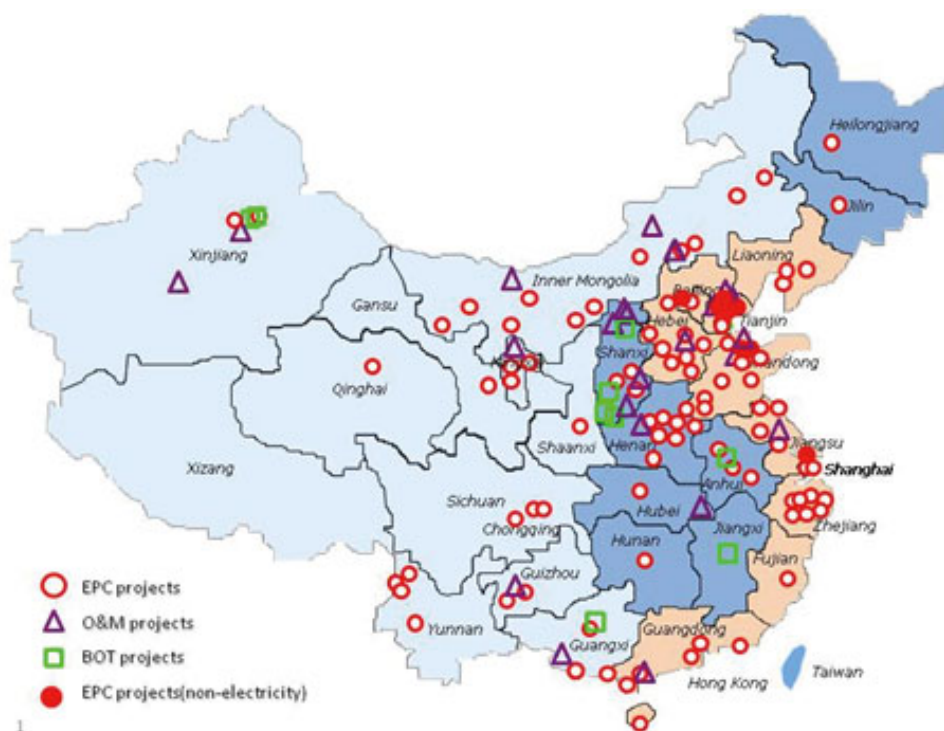 Heilongjiang
Jilin
Xinjiang
Liaoning
Inner Mongolia
Gansu
Hebei
Tianjin
Shanxi
Qinghai
Shaanxi
Henan
Jiangsu
Shanghai
Xizang
Anhui
Sichuan
Hubei
Chongqing
Jiangxi
Zhejiang
Hunan
Fujian
Guizhou
Yunnan
Guangdong
Guangxi
Hong Kong
Taiwan
EPC projects
O&M projects
BOT projects
EPC projects(non-electricity)
1